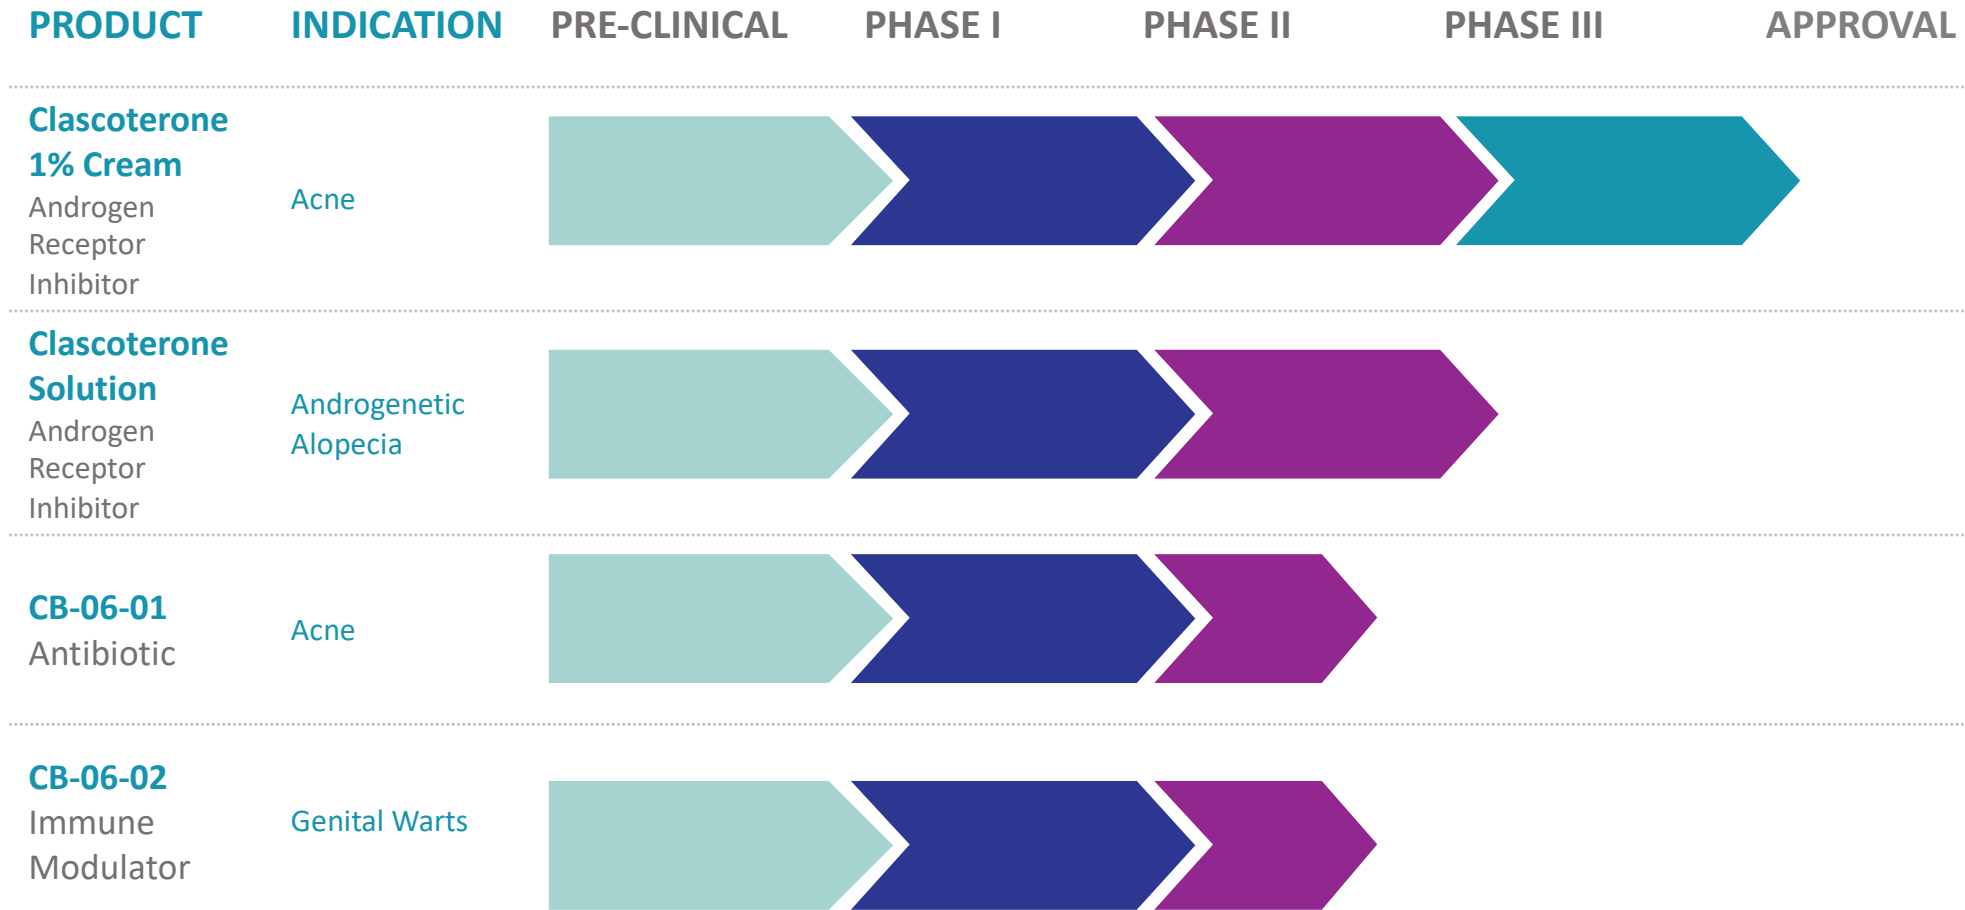 PRODUCT INDICATION PRE-CLINICAL PHASE I PHASE II PHASE III APPROVAL
Clascoterone
1% Cream
Androgen
Receptor
Inhibitor
Acne
Clascoterone
Solution
Androgen
Receptor
Inhibitor
Androgenetic
Alopecia
CB-06-01
Antibiotic
Acne
CB-06-02
Immune
Modulator
Genital Warts